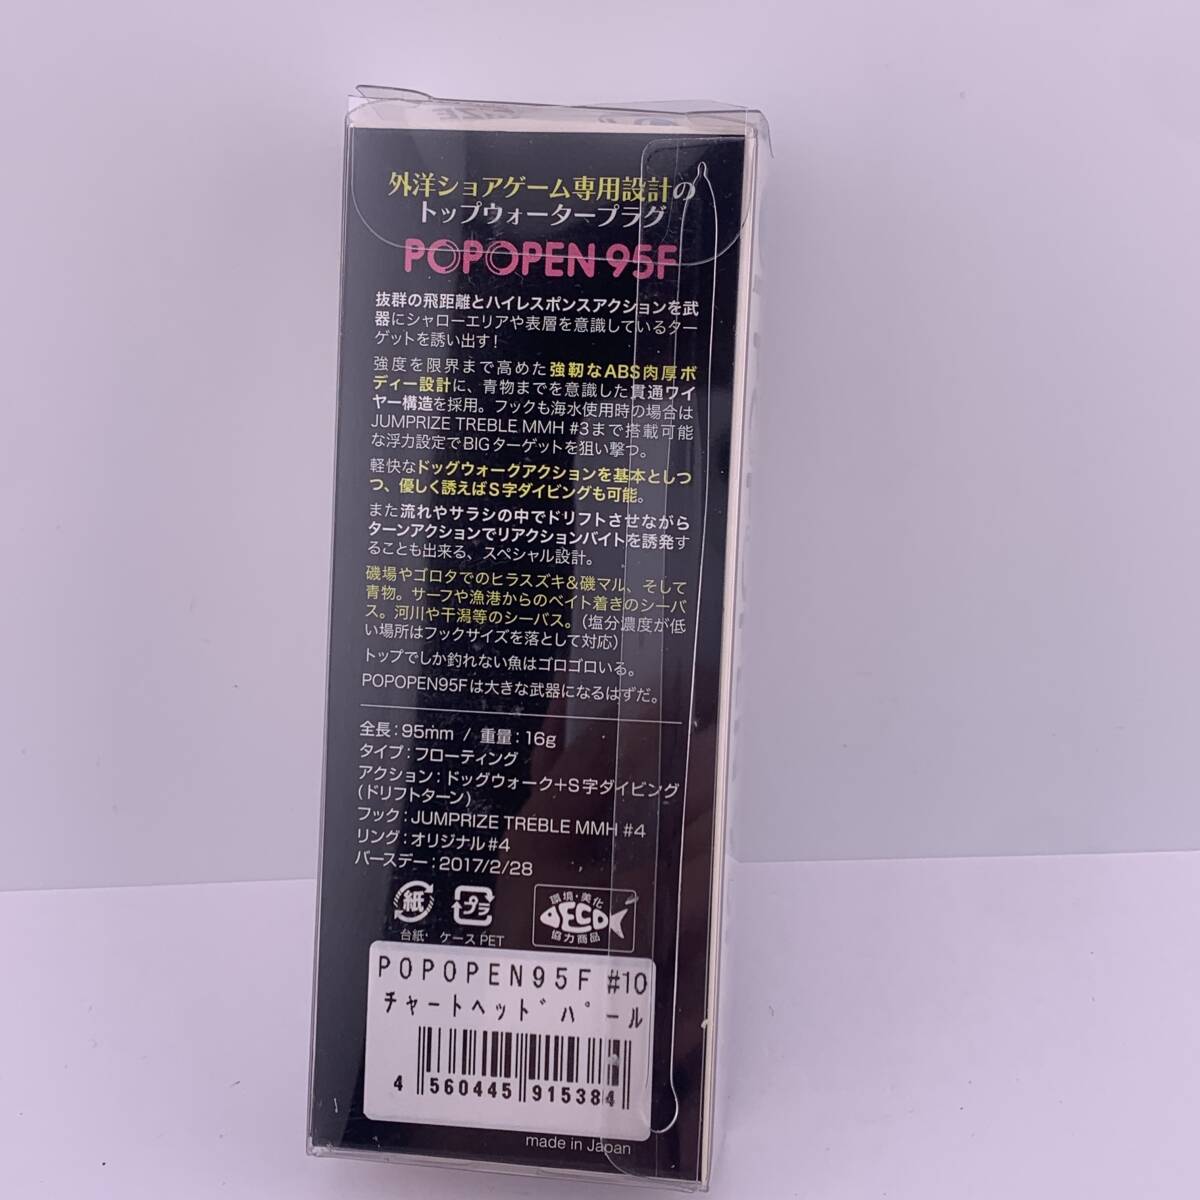 外洋ショアゲーム専用設計の
トップウォータープラグ
POPOPEN 95F
抜群の飛距離とハイレスポンスアクションを武
器にシャローエリアや表層を意識しているター
ゲットを誘い出す!
強度を限界まで高めた強靭なABS肉厚ボ
ディー設計に、青物までを意識した貫通ワイ
ヤー構造を採用。フックも海水使用時の場合は
JUMPRIZE TREBLE MMH #3まで搭載可能
な浮力設定でBIGターゲットを狙い撃つ。
軽快なドッグウォークアクションを基本としつ
つ、優しく誘えばS字ダイビングも可能。
また流れやサラシの中でドリフトさせながら
ターンアクションでリアクションバイトを誘発す
ることも出来る、スペシャル設計。
磯場やゴロタでのヒラスズキ&磯マル、そして
青物。サーフや漁港からのベイト着きのシーバ
ス。河川や干潟等のシーバス。(塩分濃度が低
い場所はフックサイズを落として対応)
トップでしか釣れない魚はゴロゴロいる。
POPOPEN95Fは大きな武器になるはずだ。
全長:95mm / 重量:16g
タイプ:フローティング
アクション:ドッグウォーク+S字ダイビング
(ドリフトターン)
フック:JUMPRIZE TREBLE MMH #4
リング:オリジナル#4
バースデー:2017/2/28
紙 プラ
台紙 ケースPET
環境・美化
DECO
協力商品
POPOPEN95F #10
チャートヘッドパール
4 560445 915384
made in Japan